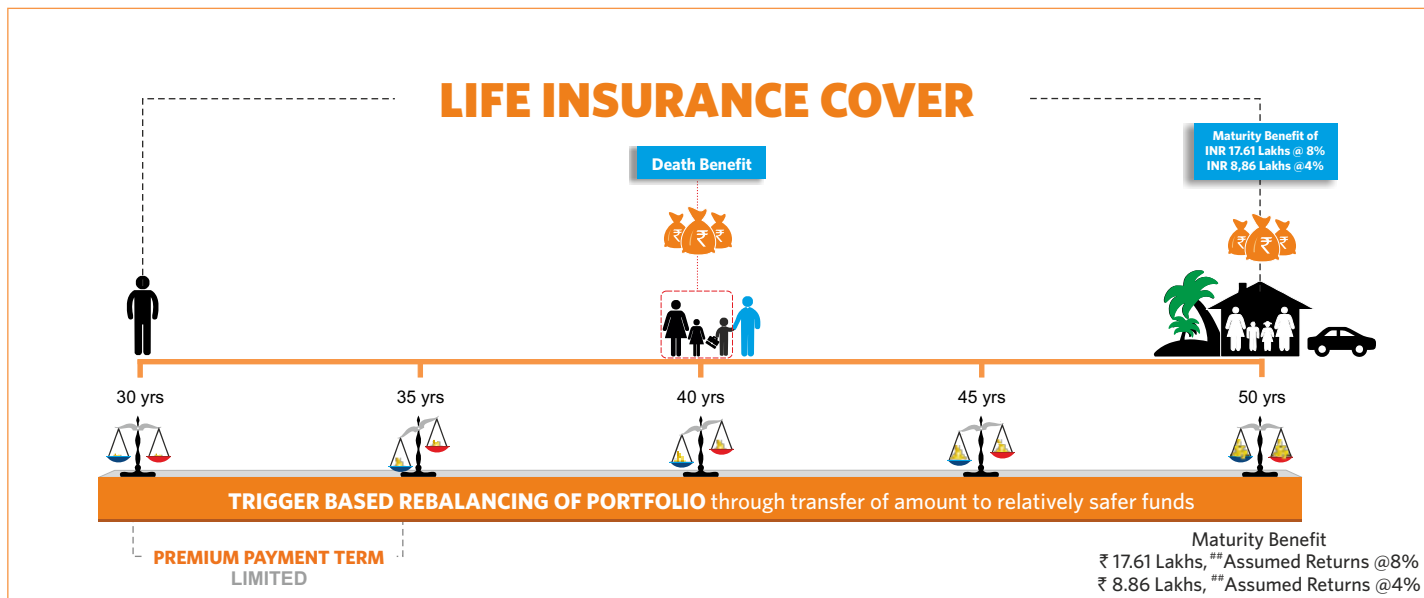 LIFE INSURANCE COVER
Death Benefit
Maturity Benefit of
INR 17.61 Lakhs @ 8%
INR 8,86 Lakhs @4%
₹ ₹ ₹
₹ ₹ ₹
30 yrs
35 yrs
40 yrs
45 yrs
50 yrs
TRIGGER BASED REBALANCING OF PORTFOLIO through transfer of amount to relatively safer funds
PREMIUM PAYMENT TERM
LIMITED
Maturity Benefit
₹ 17.61 Lakhs, ##Assumed Returns @8%
₹ 8.86 Lakhs, ##Assumed Returns @4%